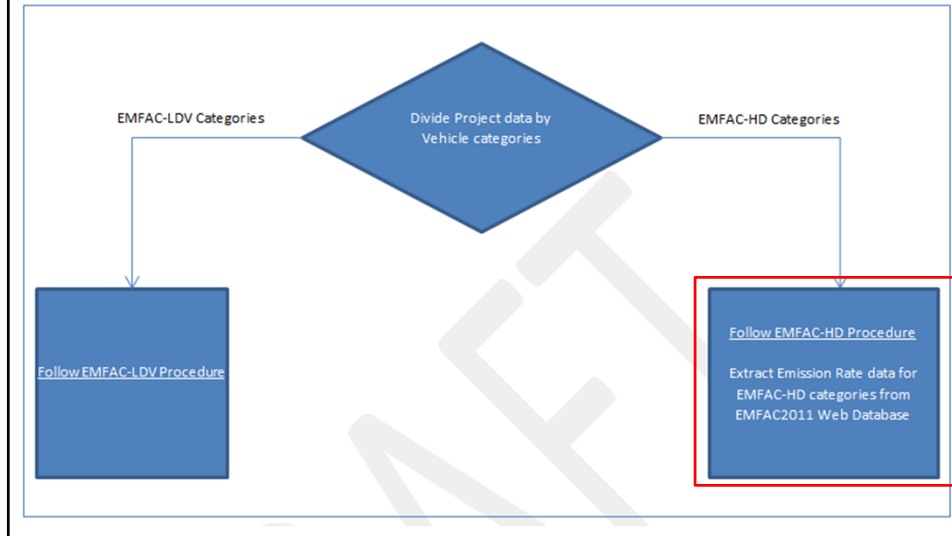 EMFAC-LDV Categories
Divide Project data by
Vehicle categories
EMFAC-HD Categories
Follow EMFAC-LDV Procedure
Follow EMFAC-HD Procedure
Extract Emission Rate data for
EMFAC-HD categories from
EMFAC2011 Web Database
DRAFT